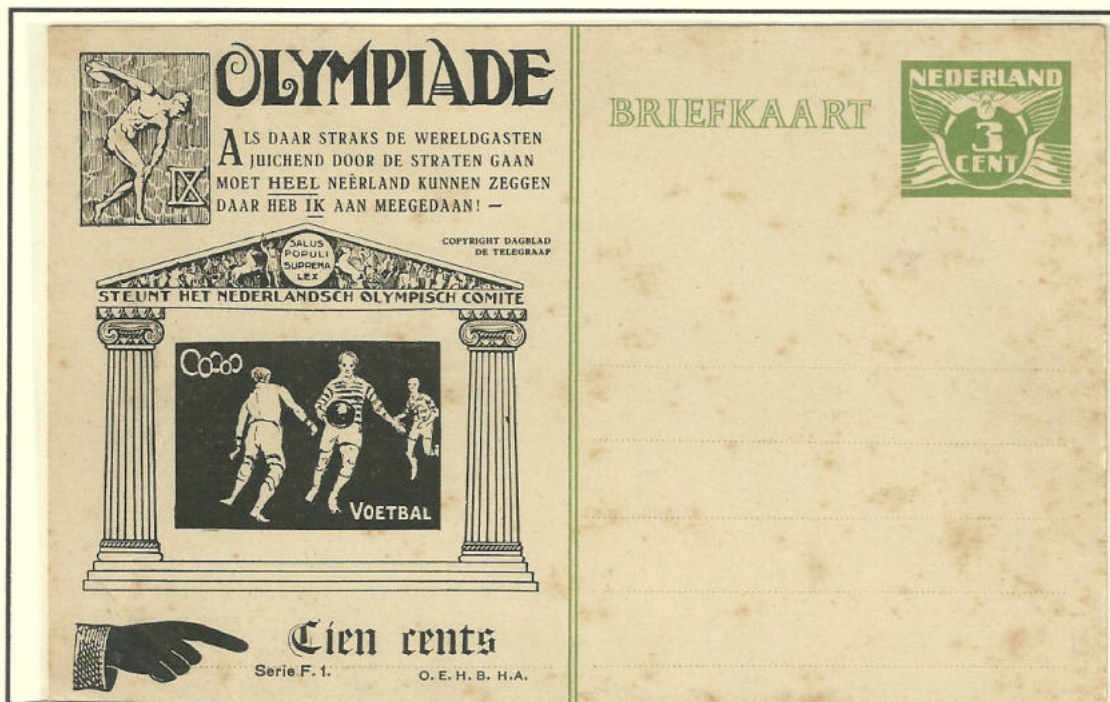 OLYMPIADE
IX
ALS DAAR STRAKS DE WERELDGASTEN
JUICHEND DOOR DE STRATEN GAAN
MOET HEEL NEÊRLAND KUNNEN ZEGGEN
DAAR HEB IK AAN MEEGEDAAN! —
COPYRIGHT DAGBLAD
DE TELEGRAAF
SALUS
POPULI
SUPREMA
LEX
STEUNT HET NEDERLANDSCH OLYMPISCH COMITE
VOETBAL
Tien cents
Serie F. 1.
O. E. H. B. H.A.
BRIEFKAART
NEDERLAND
3
CENT